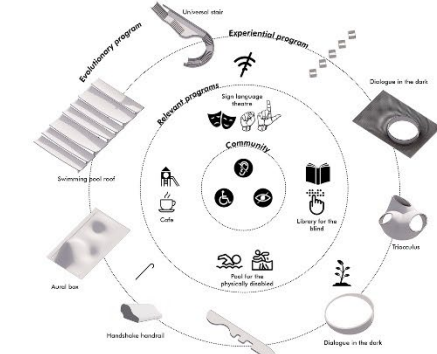 Universal stair
Experiential program
Evolutionary program
Dialogue in the dark
Relevant programs
Sign language
theatre
Community
Swimming pool roof
Cafe
Library for the
blind
Triocculus
Aural box
Pool for the
physically disabled
Handshake handrail
Dialogue in the dark